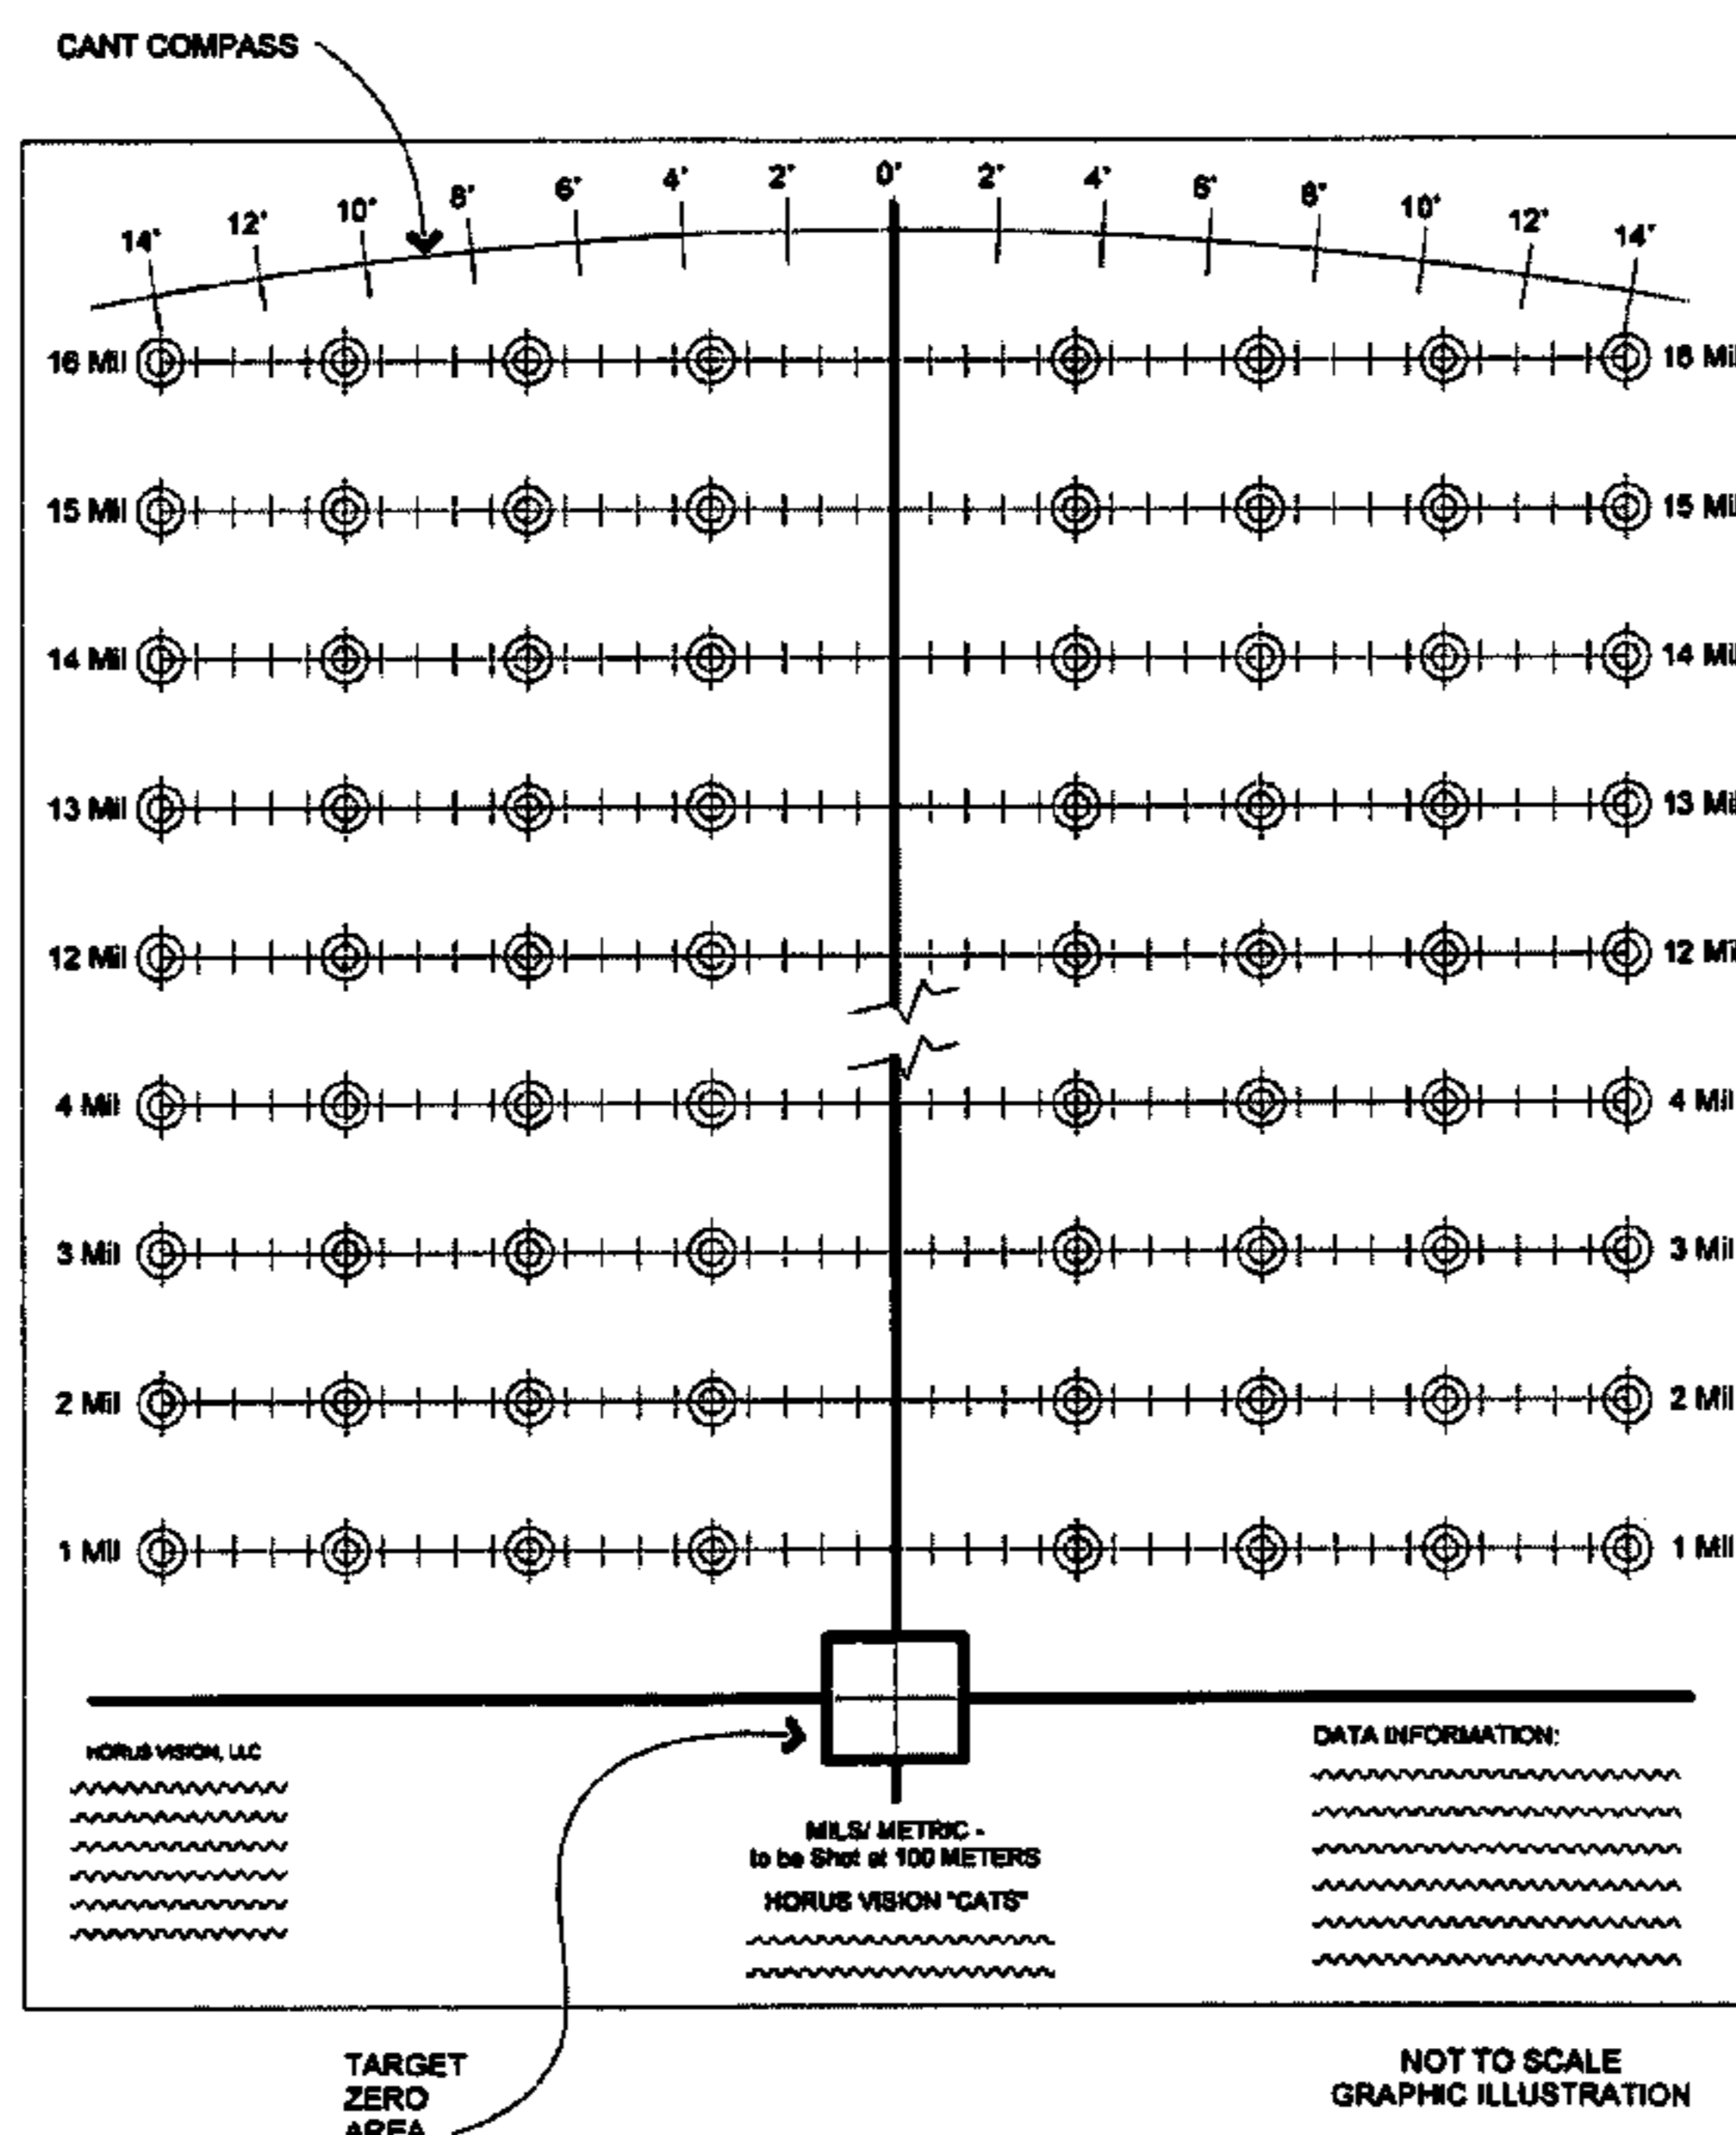 CANT COMPASS
14° 12° 10° 8° 6° 4° 2° 0° 2° 4° 6° 8° 10° 12° 14°
16 Mil 16 Mil
15 Mil 15 Mil
14 Mil 14 Mil
13 Mil 13 Mil
12 Mil 12 Mil
4 Mil 4 Mil
3 Mil 3 Mil
2 Mil 2 Mil
1 Mil 1 Mil
HORUS VISION, LLC
MILS/ METRIC -
to be Shot at 100 METERS
HORUS VISION "CATS"
DATA INFORMATION:
TARGET
ZERO
AREA
NOT TO SCALE
GRAPHIC ILLUSTRATION